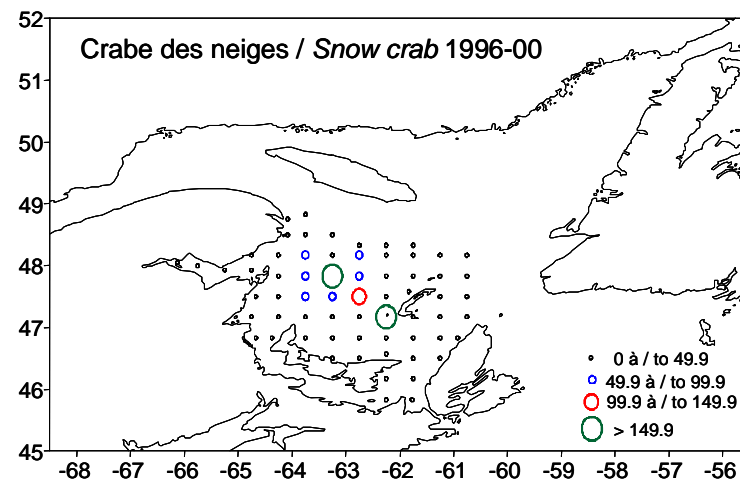 52
Crabe des neiges / Snow crab 1996-00
51
50
49
48
47
0 à / to 49.9
46
49.9 à / to 99.9
99.9 à / to 149.9
> 149.9
45
-68 -67 -66 -65 -64 -63 -62 -61 -60 -59 -58 -57 -56